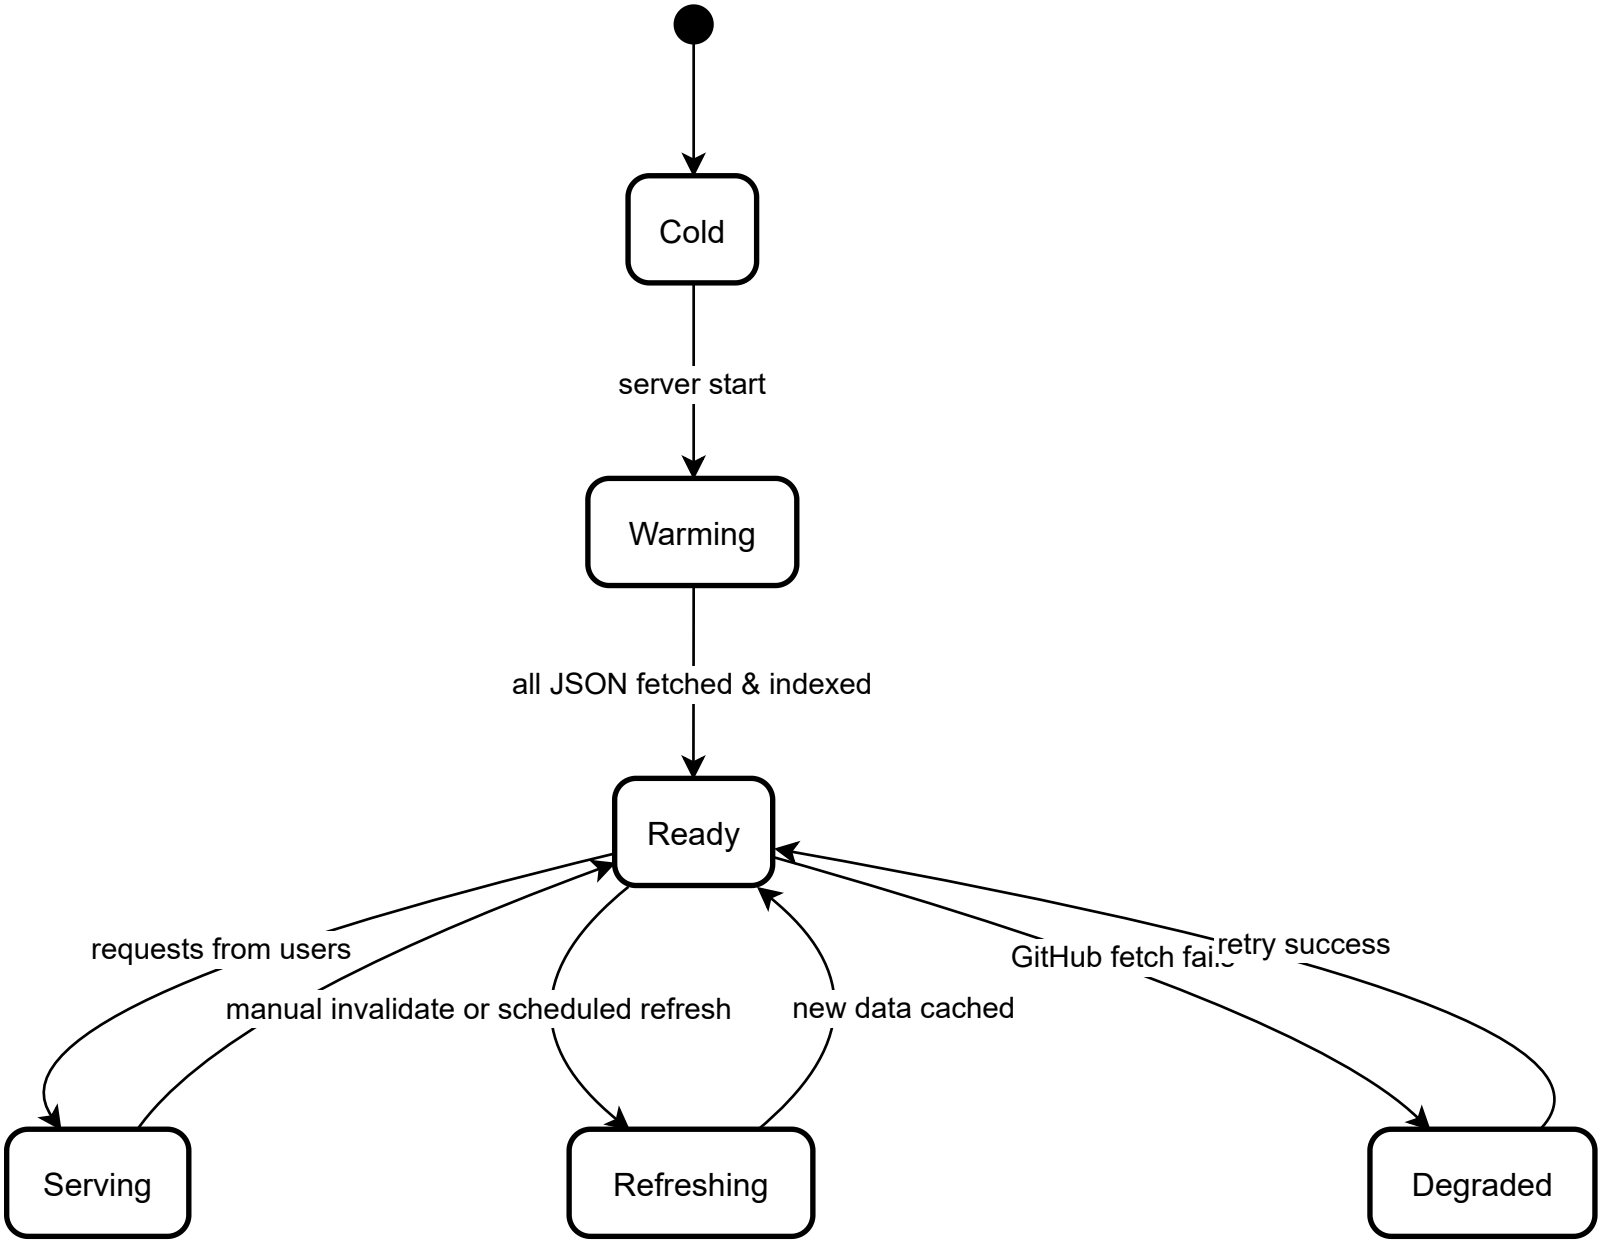 Cold
server start
Warming
all JSON fetched & indexed
Ready
requests from users
GitHub fetch fails
retry success
manual invalidate or scheduled refresh
new data cached
Serving
Refreshing
Degraded